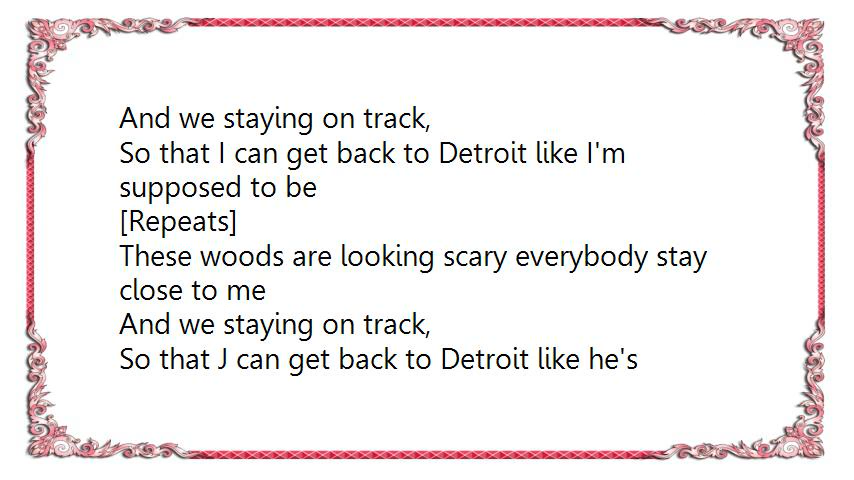 And we staying on track,
So that I can get back to Detroit like I'm
supposed to be
[Repeats]
These woods are looking scary everybody stay
close to me
And we staying on track,
So that J can get back to Detroit like he's